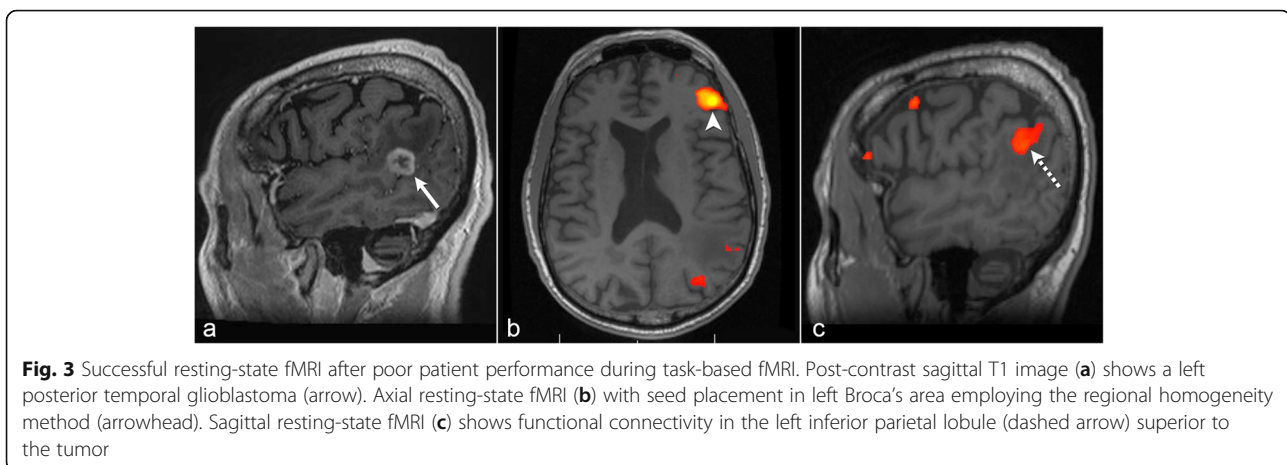 a
b
c
Fig. 3 Successful resting-state fMRI after poor patient performance during task-based fMRI. Post-contrast sagittal T1 image (a) shows a left
posterior temporal glioblastoma (arrow). Axial resting-state fMRI (b) with seed placement in left Broca's area employing the regional homogeneity
method (arrowhead). Sagittal resting-state fMRI (c) shows functional connectivity in the left inferior parietal lobule (dashed arrow) superior to
the tumor